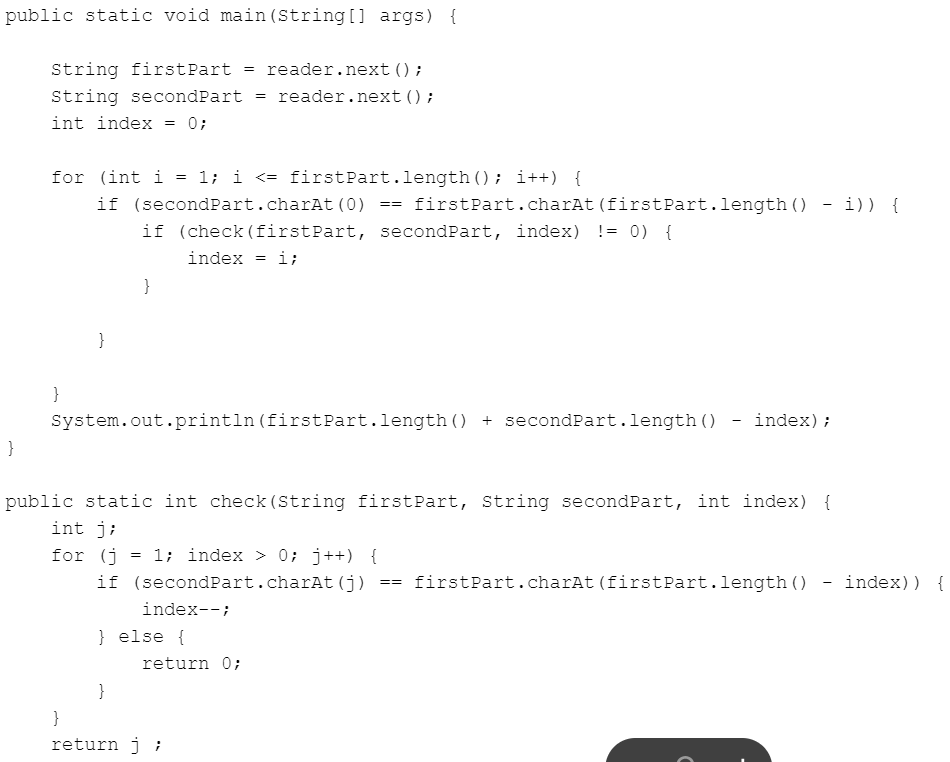 public static void main(String[] args) {
String firstPart = reader.next();
String secondPart = reader.next();
int index = 0;
for (int i = 1; i <= firstPart.length(); i++) {
if (secondPart.charAt(0) == firstPart.charAt(firstPart.length() - i)) {
if (check(firstPart, secondPart, index) != 0) {
index = i;
}
}
}
System.out.println(firstPart.length() + secondPart.length() - index);
}
public static int check(String firstPart, String secondPart, int index) {
int j;
for (j = 1; index > 0; j++) {
if (secondPart.charAt(j) == firstPart.charAt(firstPart.length() - index)) {
index--;
} else {
return 0;
}
}
return j ;